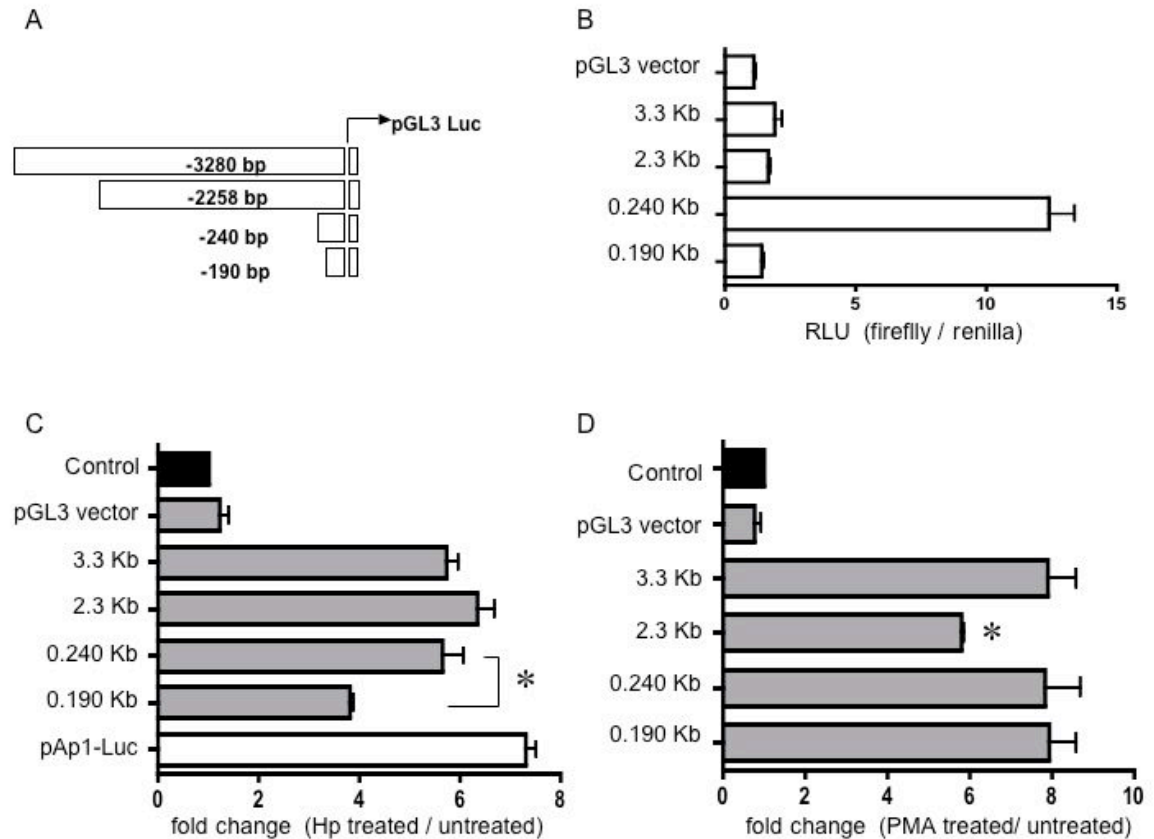 A
pGL3 Luc
-3280 bp
-2258 bp
-240 bp
-190 bp
B
pGL3 vector
3.3 Kb
2.3 Kb
0.240 Kb
0.190 Kb
0 5 10 15
RLU (fireflly / renilla)
C
Control
pGL3 vector
3.3 Kb
2.3 Kb
0.240 Kb
0.190 Kb
*
pAp1-Luc
0 2 4 6 8
fold change (Hp treated / untreated)
D
Control
pGL3 vector
3.3 Kb
2.3 Kb *
0.240 Kb
0.190 Kb
0 2 4 6 8 10
fold change (PMA treated/ untreated)